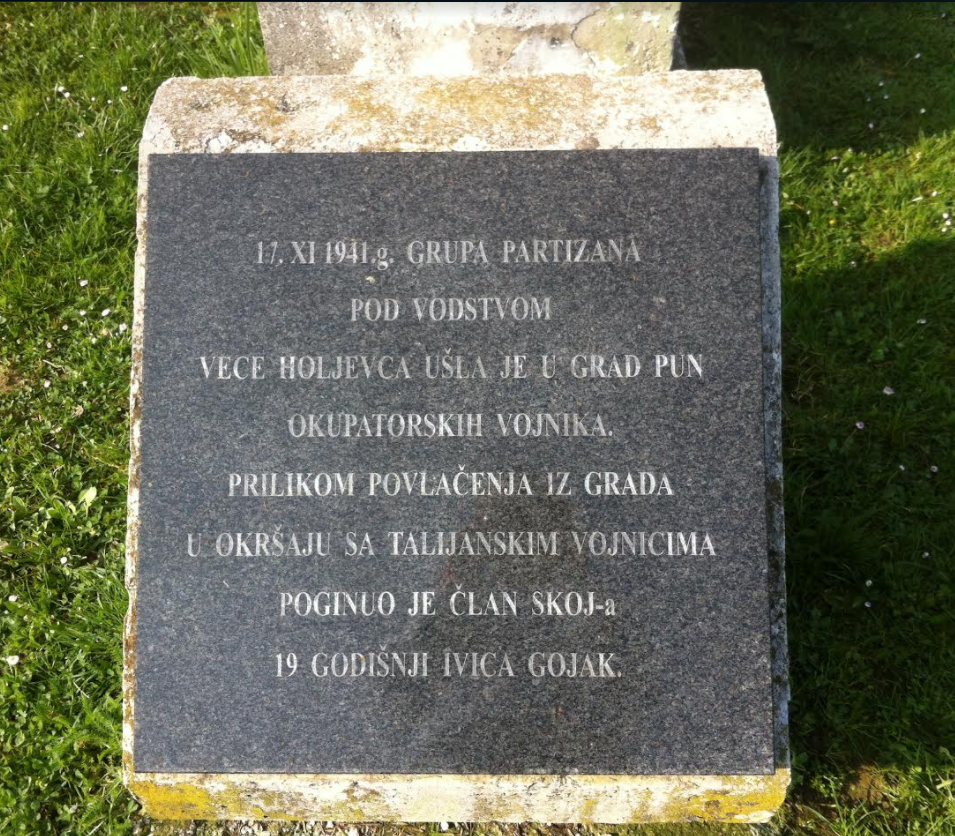 17. XI 1941.g. GRUPA PARTIZANA
POD VODSTVOM
VECE HOLJEVCA UŠLA JE U GRAD PUN
OKUPATORSKIH VOJNIKA.
PRILIKOM POVLAČENJA IZ GRADA
U OKRŠAJU SA TALIJANSKIM VOJNICIMA
POGINUO JE ČLAN SKOJ-a
19 GODIŠNJI IVICA GOJAK.